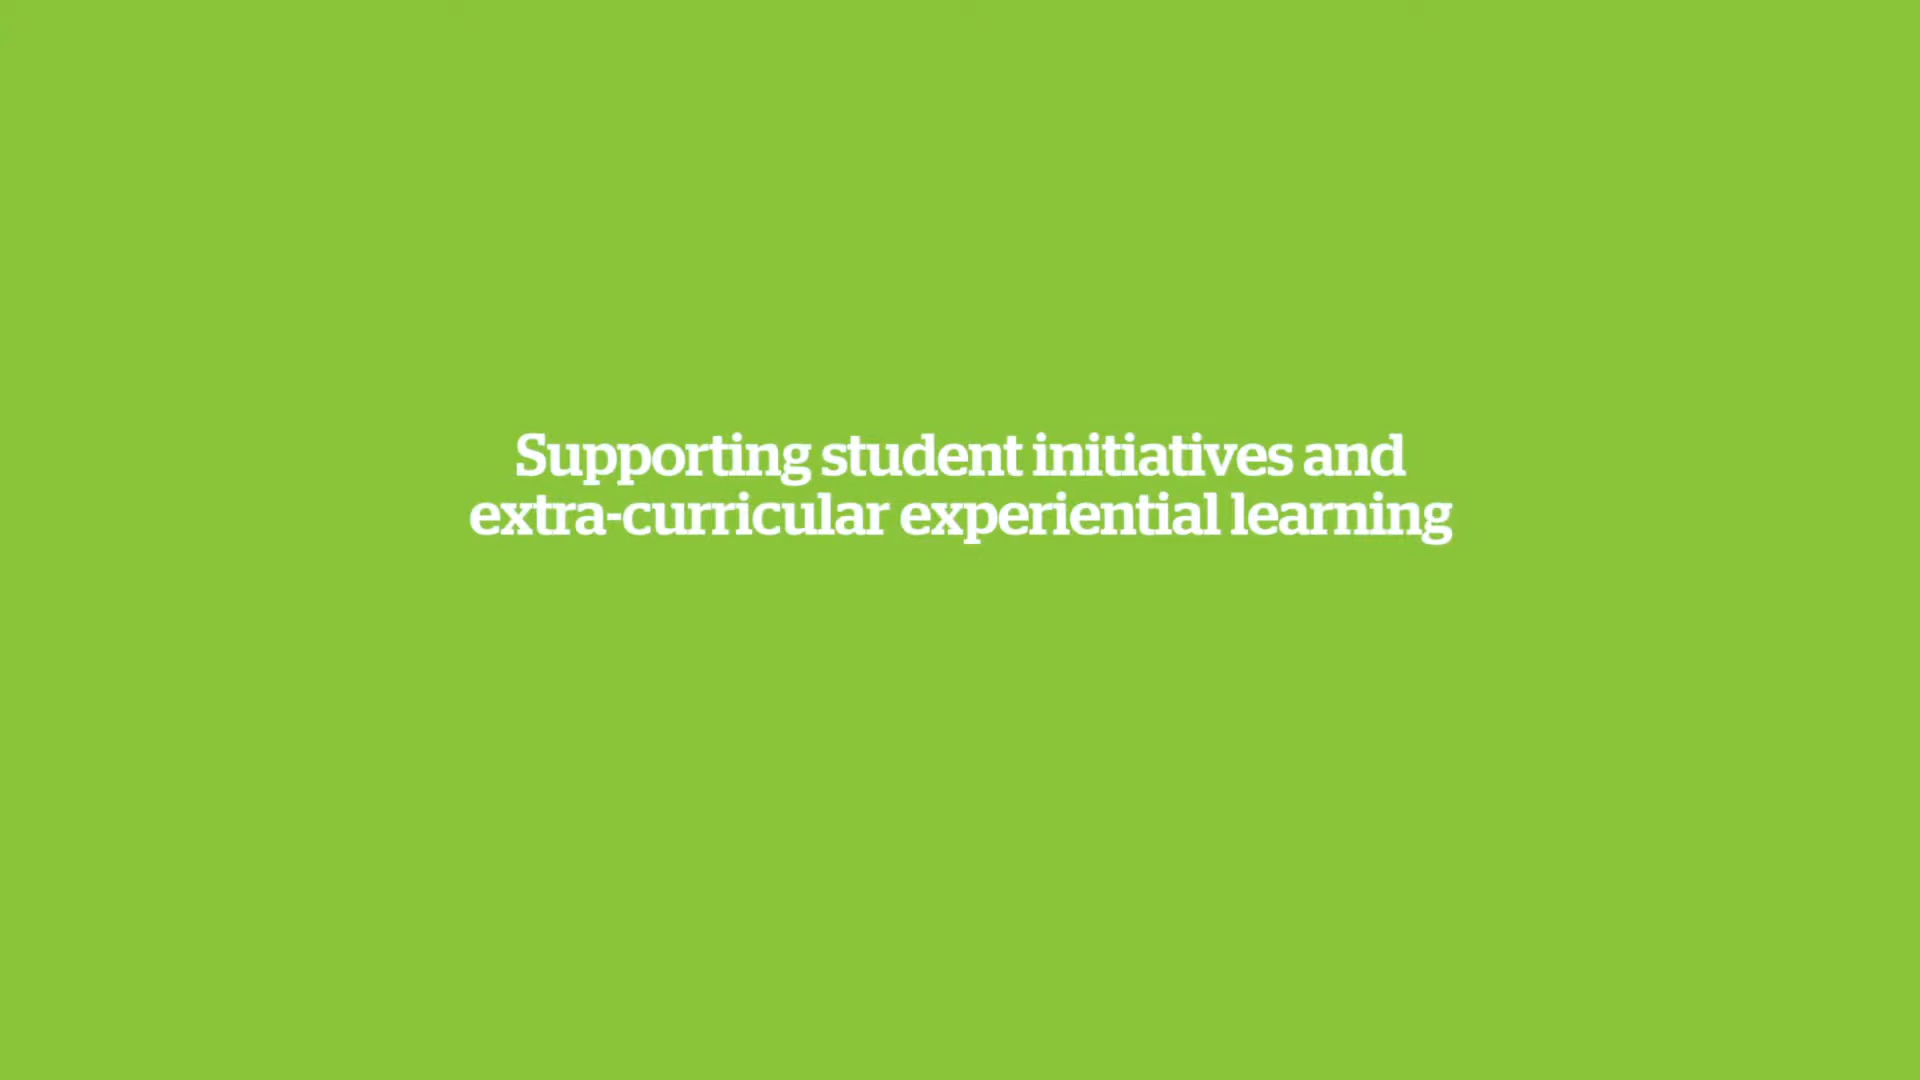 Supporting student initiatives and
extra-curricular experiential learning